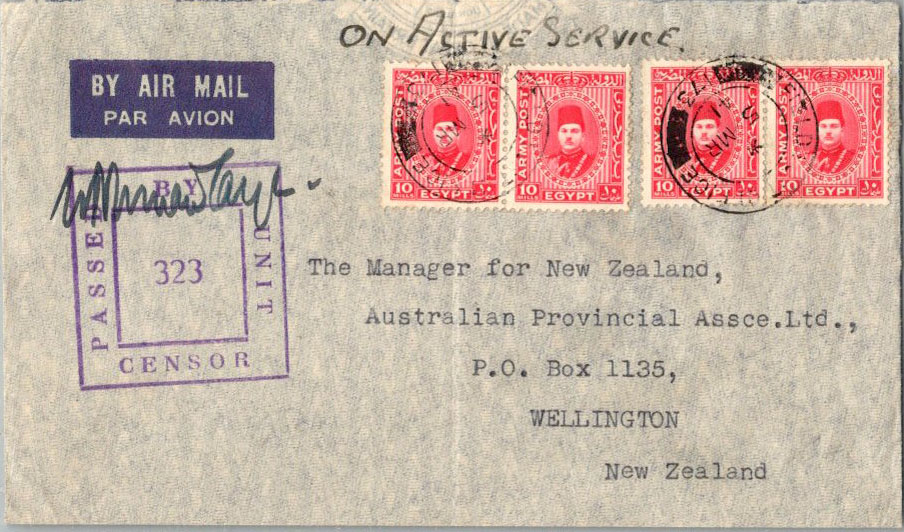 ON ACTIVE SERVICE.
BY AIR MAIL
PAR AVION
ARMY POST
10
EGYPT
ARMY POST
10
EGYPT
ARMY POST
10
EGYPT
ARMY POST
10
EGYPT
PASSED
BY
UNIT
323
CENSOR
The Manager for New Zealand,
Australian Provincial Assce.Ltd.,
P.O. Box 1135,
WELLINGTON
New Zealand